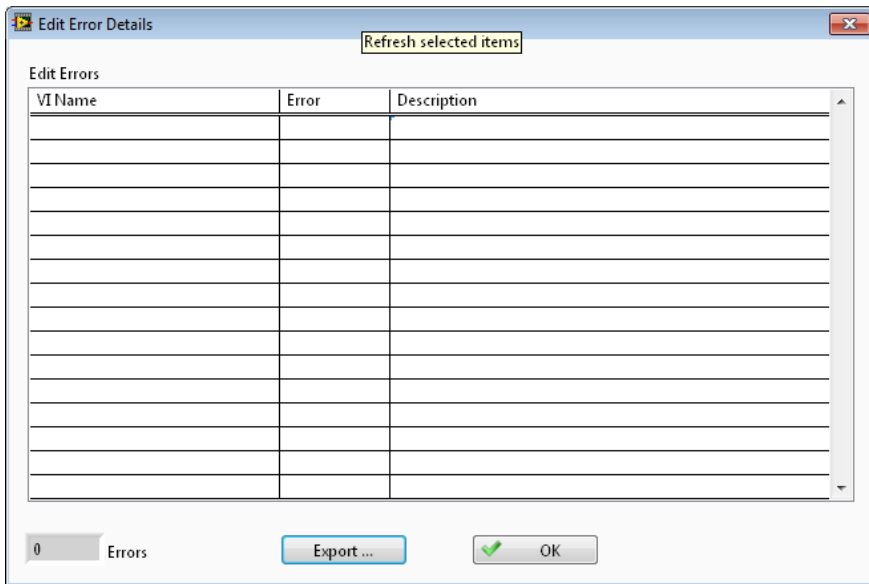 Edit Error Details
Refresh selected items
Edit Errors
VI Name Error Description
0 Errors Export ... OK